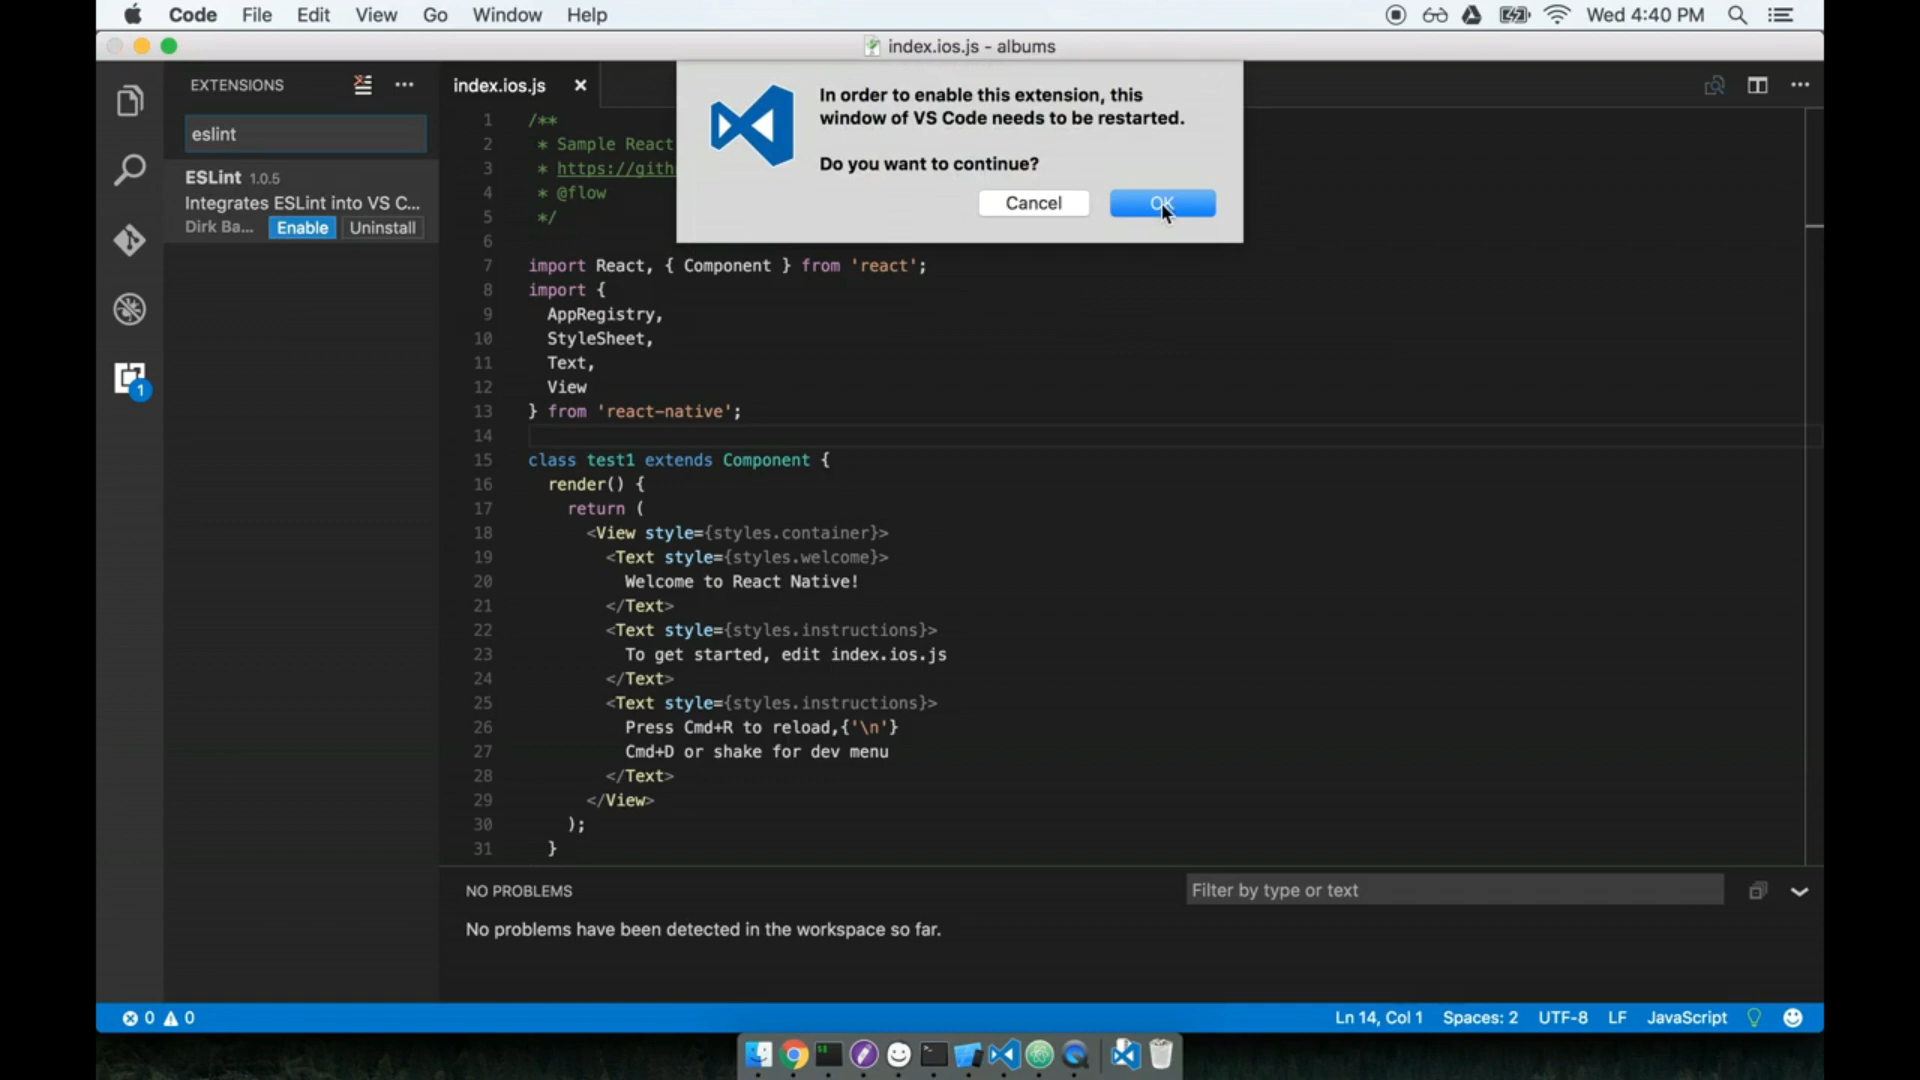 Code File Edit View Go Window Help
Wed 4:40 PM
index.ios.js - albums
EXTENSIONS
index.ios.js
eslint
ESLint 1.0.5
Integrates ESLint into VS C...
Dirk Ba... Enable Uninstall
1
In order to enable this extension, this
window of VS Code needs to be restarted.
Do you want to continue?
Cancel OK
1 /**
2 * Sample React
3 * https://gith
4 * @flow
5 */
6
7 import React, { Component } from 'react';
8 import {
9 AppRegistry,
10 StyleSheet,
11 Text,
12 View
13 } from 'react-native';
14
15 class test1 extends Component {
16 render() {
17 return (
18 <View style={styles.container}>
19 <Text style={styles.welcome}>
20 Welcome to React Native!
21 </Text>
22 <Text style={styles.instructions}>
23 To get started, edit index.ios.js
24 </Text>
25 <Text style={styles.instructions}>
26 Press Cmd+R to reload,{'\n'}
27 Cmd+D or shake for dev menu
28 </Text>
29 </View>
30 );
31 }
NO PROBLEMS
Filter by type or text
No problems have been detected in the workspace so far.
0 0
Ln 14, Col 1 Spaces: 2 UTF-8 LF JavaScript